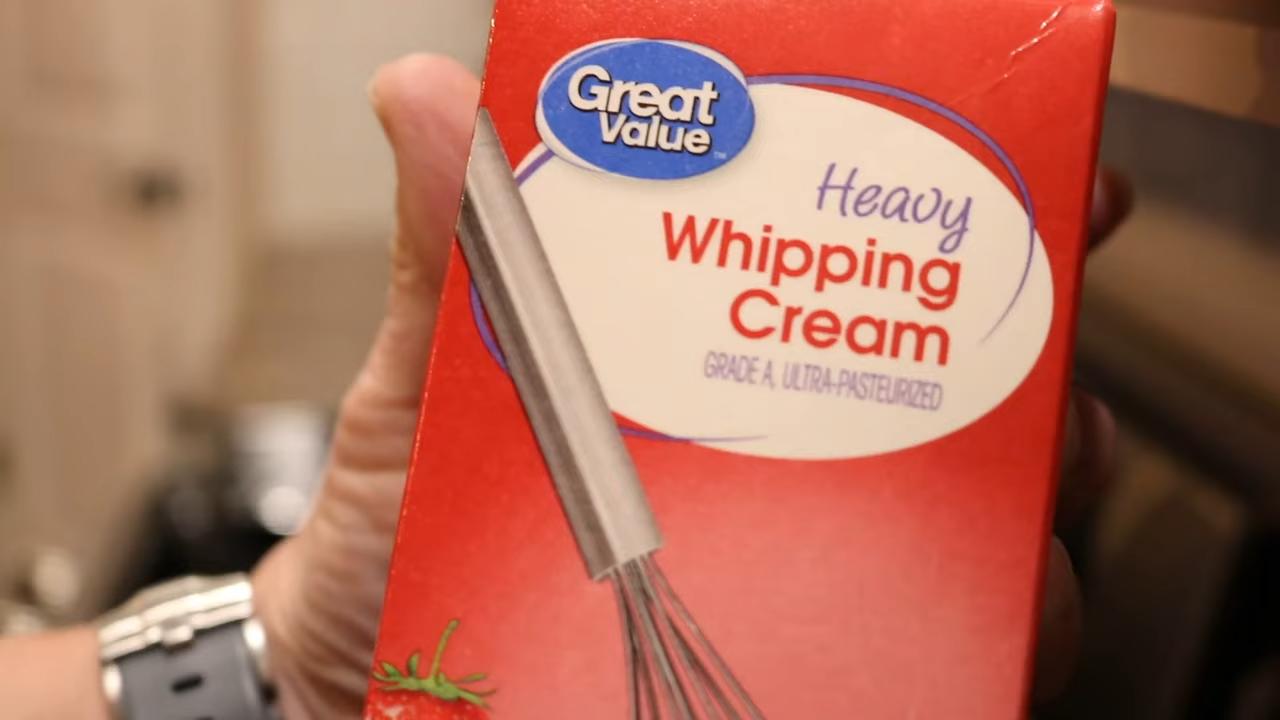 Great
Value
Heavy
Whipping
Cream
GRADE A, ULTRA-PASTEURIZED